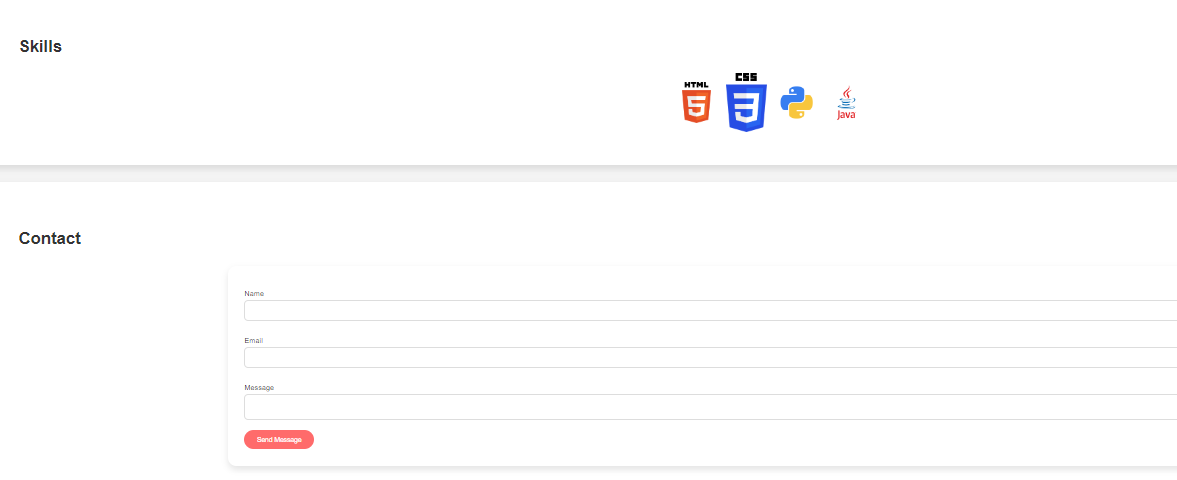 Skills
HTML
CSS
Java
Contact
Name
Email
Message
Send Message